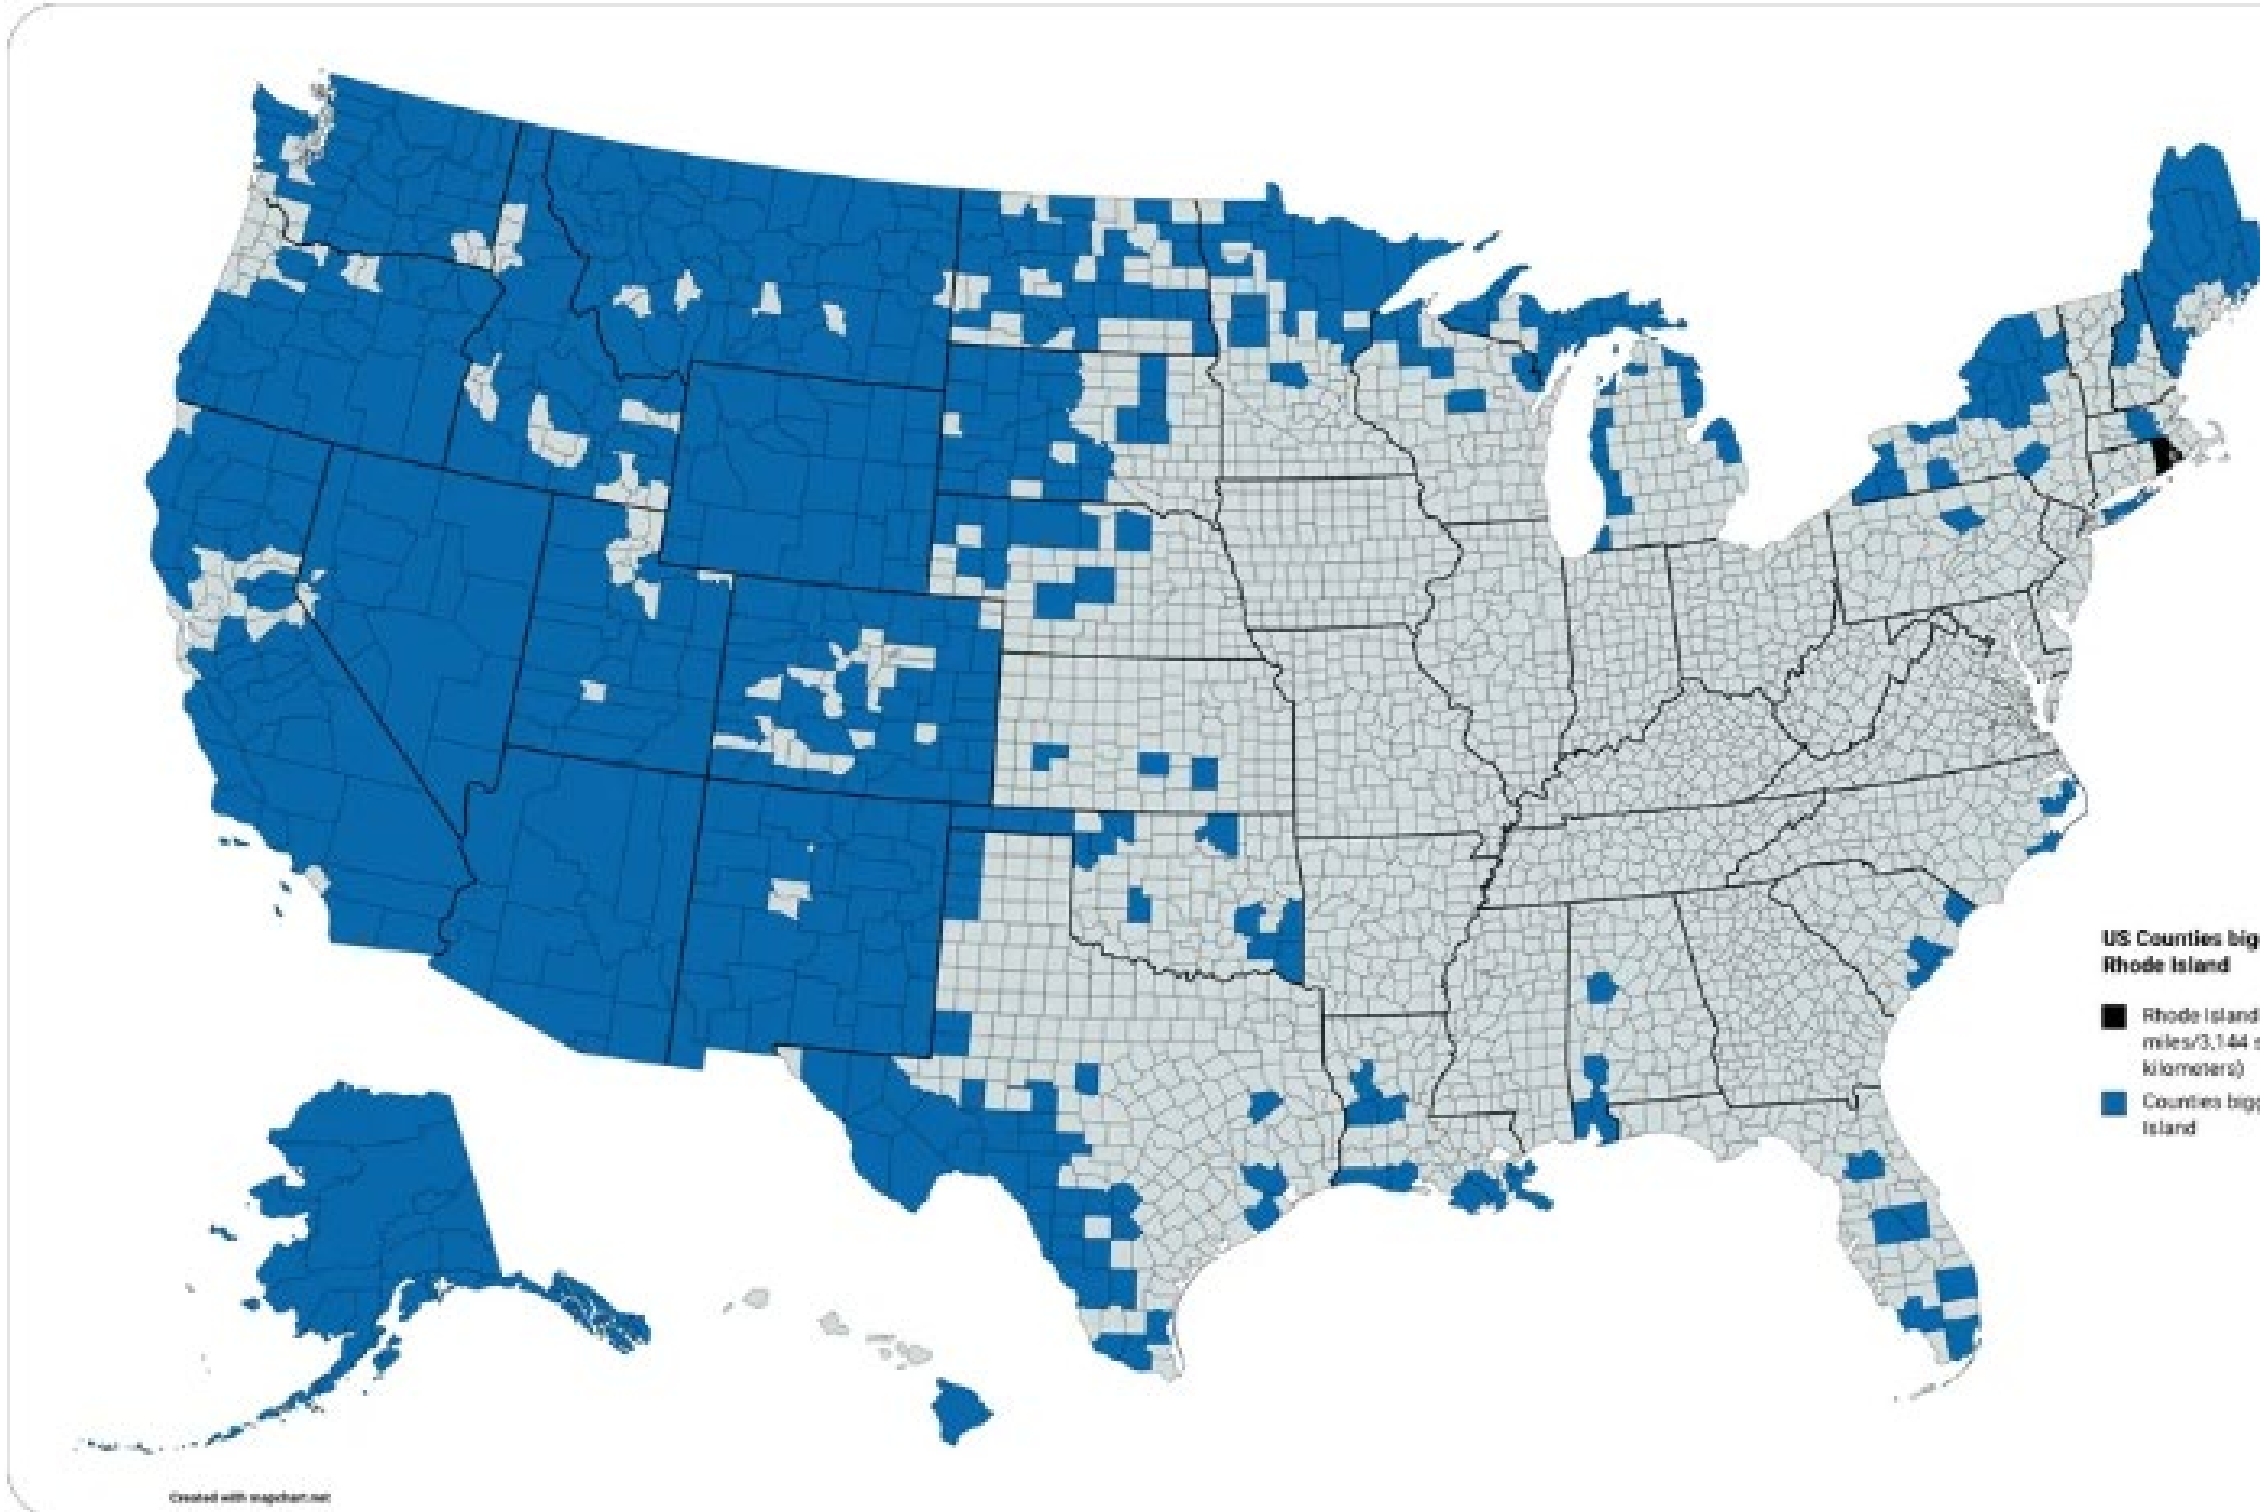 US Counties big
Rhode Island
Rhode Island
miles/3,144 s
kilometers)
Counties bigg
Island
Created with mapchart.net